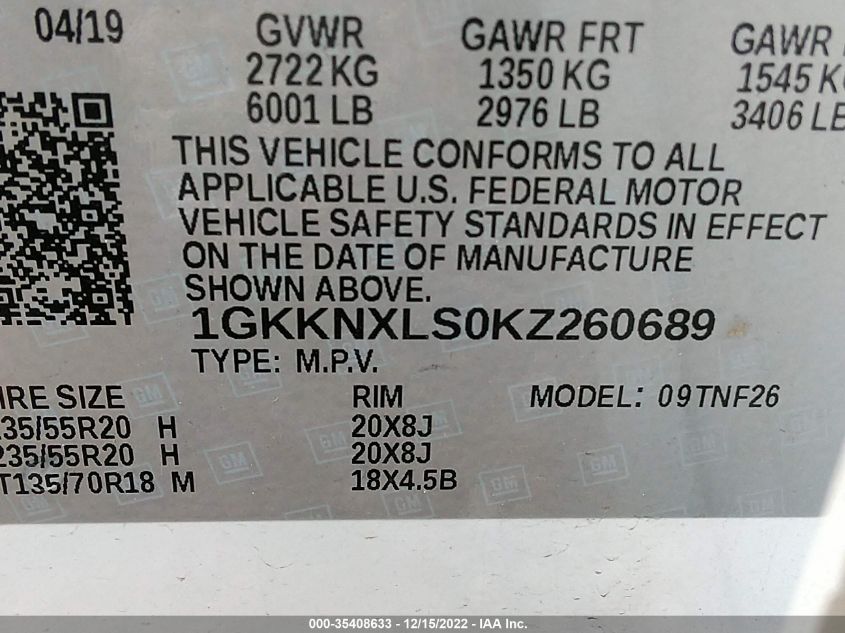 04/19 GVWR GAWR FRT GAWR
2722 KG 1350 KG 1545 KG
6001 LB 2976 LB 3406 LB
THIS VEHICLE CONFORMS TO ALL
APPLICABLE U.S. FEDERAL MOTOR
VEHICLE SAFETY STANDARDS IN EFFECT
ON THE DATE OF MANUFACTURE
SHOWN ABOVE.
1GKKNXLS0KZ260689
TYPE: M.P.V.
IRE SIZE RIM MODEL: 09TNF26
235/55R20 H 20X8J
235/55R20 H 20X8J
T135/70R18 M 18X4.5B
000-35408633 - 12/15/2022 - IAA Inc.